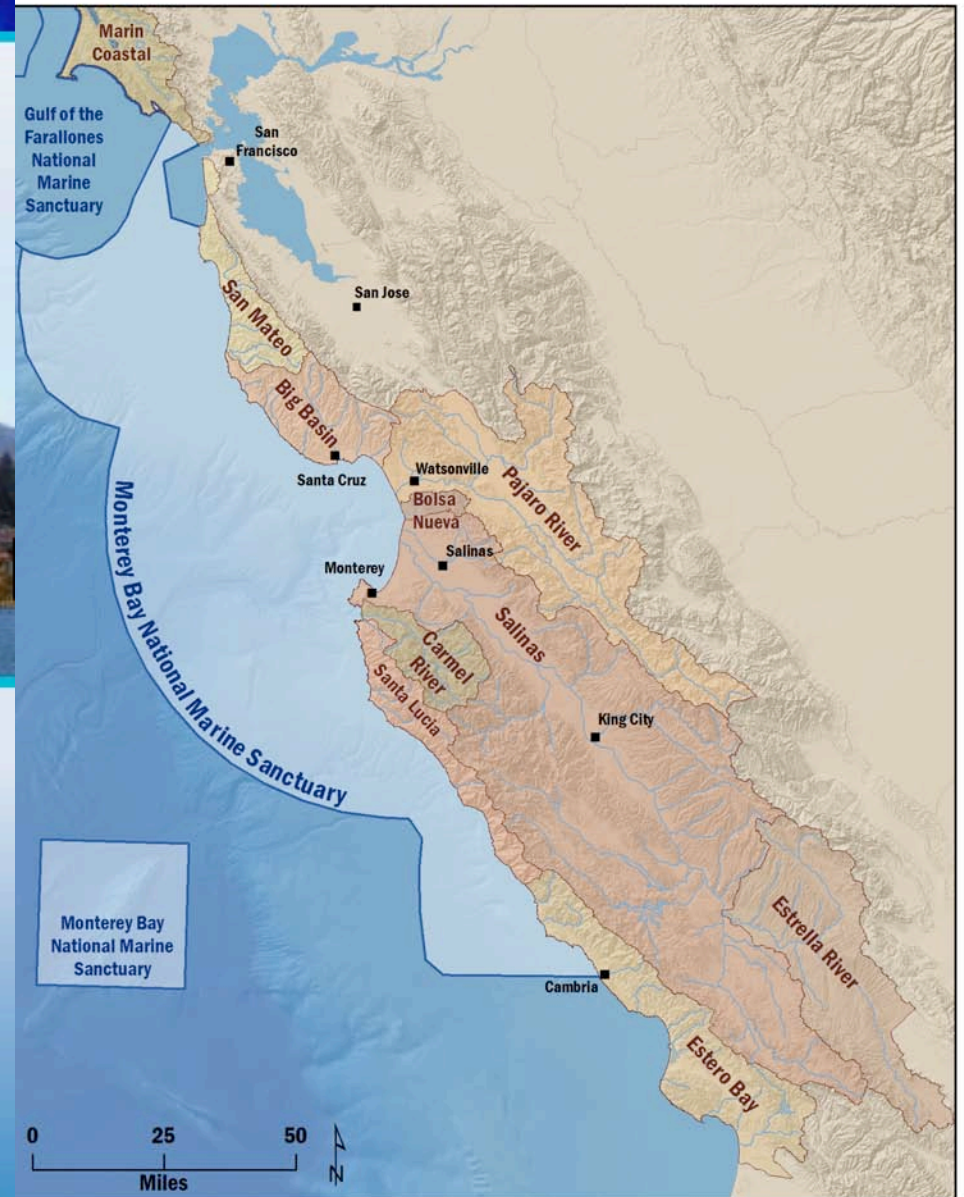 Marin
Coastal
Gulf of the
Farallones
National
Marine
Sanctuary
San
Francisco
San Jose
San Mateo
Big Basin
Santa Cruz
Watsonville
Pajaro River
Bolsa
Nueva
Salinas
Monterey
Salinas
Carmel
River
Santa Lucia
King City
Monterey Bay National Marine Sanctuary
Monterey Bay
National Marine
Sanctuary
Estrella River
Cambria
Estero Bay
0 25 50
Miles
N